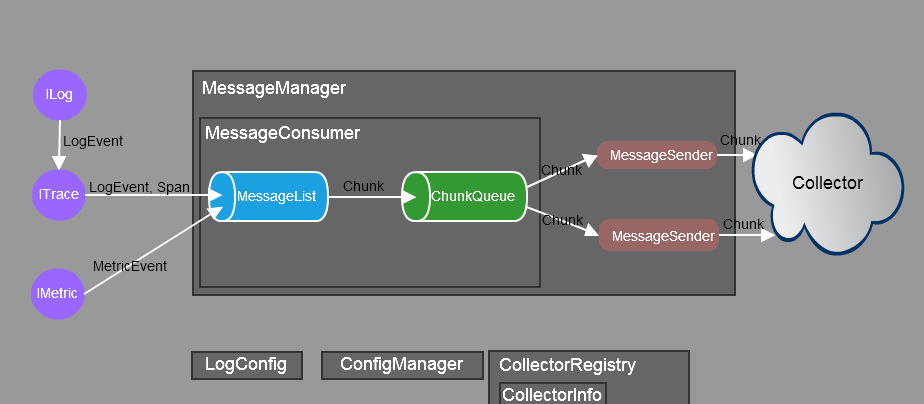 MessageManager
ILog
MessageConsumer
LogEvent
Chunk
MessageSender
Chunk
Collector
ITrace
LogEvent, Span
MessageList
Chunk
ChunkQueue
Chunk
MessageSender
Chunk
MetricEvent
IMetric
LogConfig
ConfigManager
CollectorRegistry
CollectorInfo